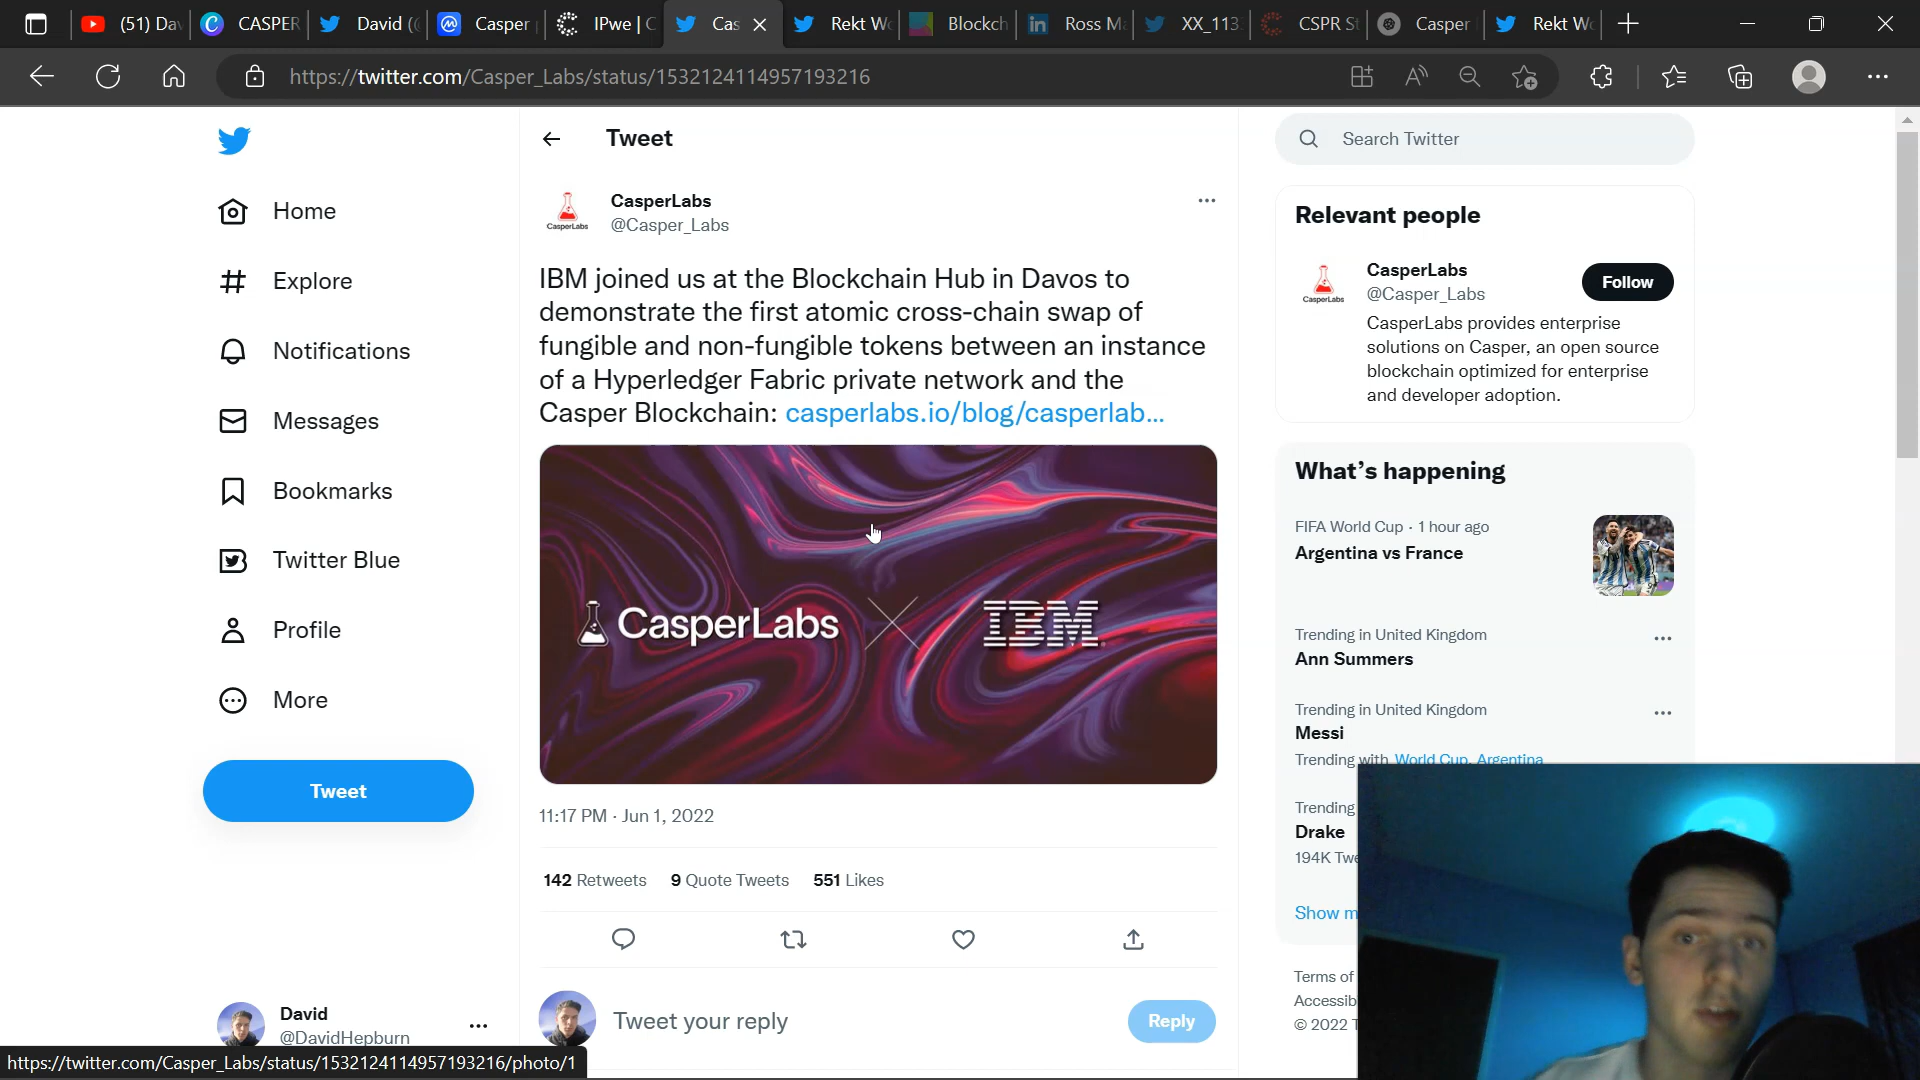 (51) Da
CASPER
David (
Casper
IPwe | C
Cas
Rekt W
Blockch
Ross M
XX_113
CSPR St
Casper
Rekt W
https://twitter.com/Casper_Labs/status/1532124114957193216
Home
Explore
Notifications
Messages
Bookmarks
Twitter Blue
Profile
More
Tweet
David
@DavidHepburn
https://twitter.com/Casper_Labs/status/1532124114957193216/photo/1
Tweet
CasperLabs
CasperLabs
@Casper_Labs
IBM joined us at the Blockchain Hub in Davos to
demonstrate the first atomic cross-chain swap of
fungible and non-fungible tokens between an instance
of a Hyperledger Fabric private network and the
Casper Blockchain: casperlabs.io/blog/casperlab...
CasperLabs IBM
11:17 PM · Jun 1, 2022
142 Retweets 9 Quote Tweets 551 Likes
Tweet your reply
Reply
Search Twitter
Relevant people
CasperLabs
CasperLabs
@Casper_Labs
Follow
CasperLabs provides enterprise
solutions on Casper, an open source
blockchain optimized for enterprise
and developer adoption.
What's happening
FIFA World Cup · 1 hour ago
Argentina vs France
Trending in United Kingdom
Ann Summers
Trending in United Kingdom
Messi
Trending with World Cup, Argentina
Trending
Drake
194K Twe
Show m
Terms of
Accessib
© 2022 T